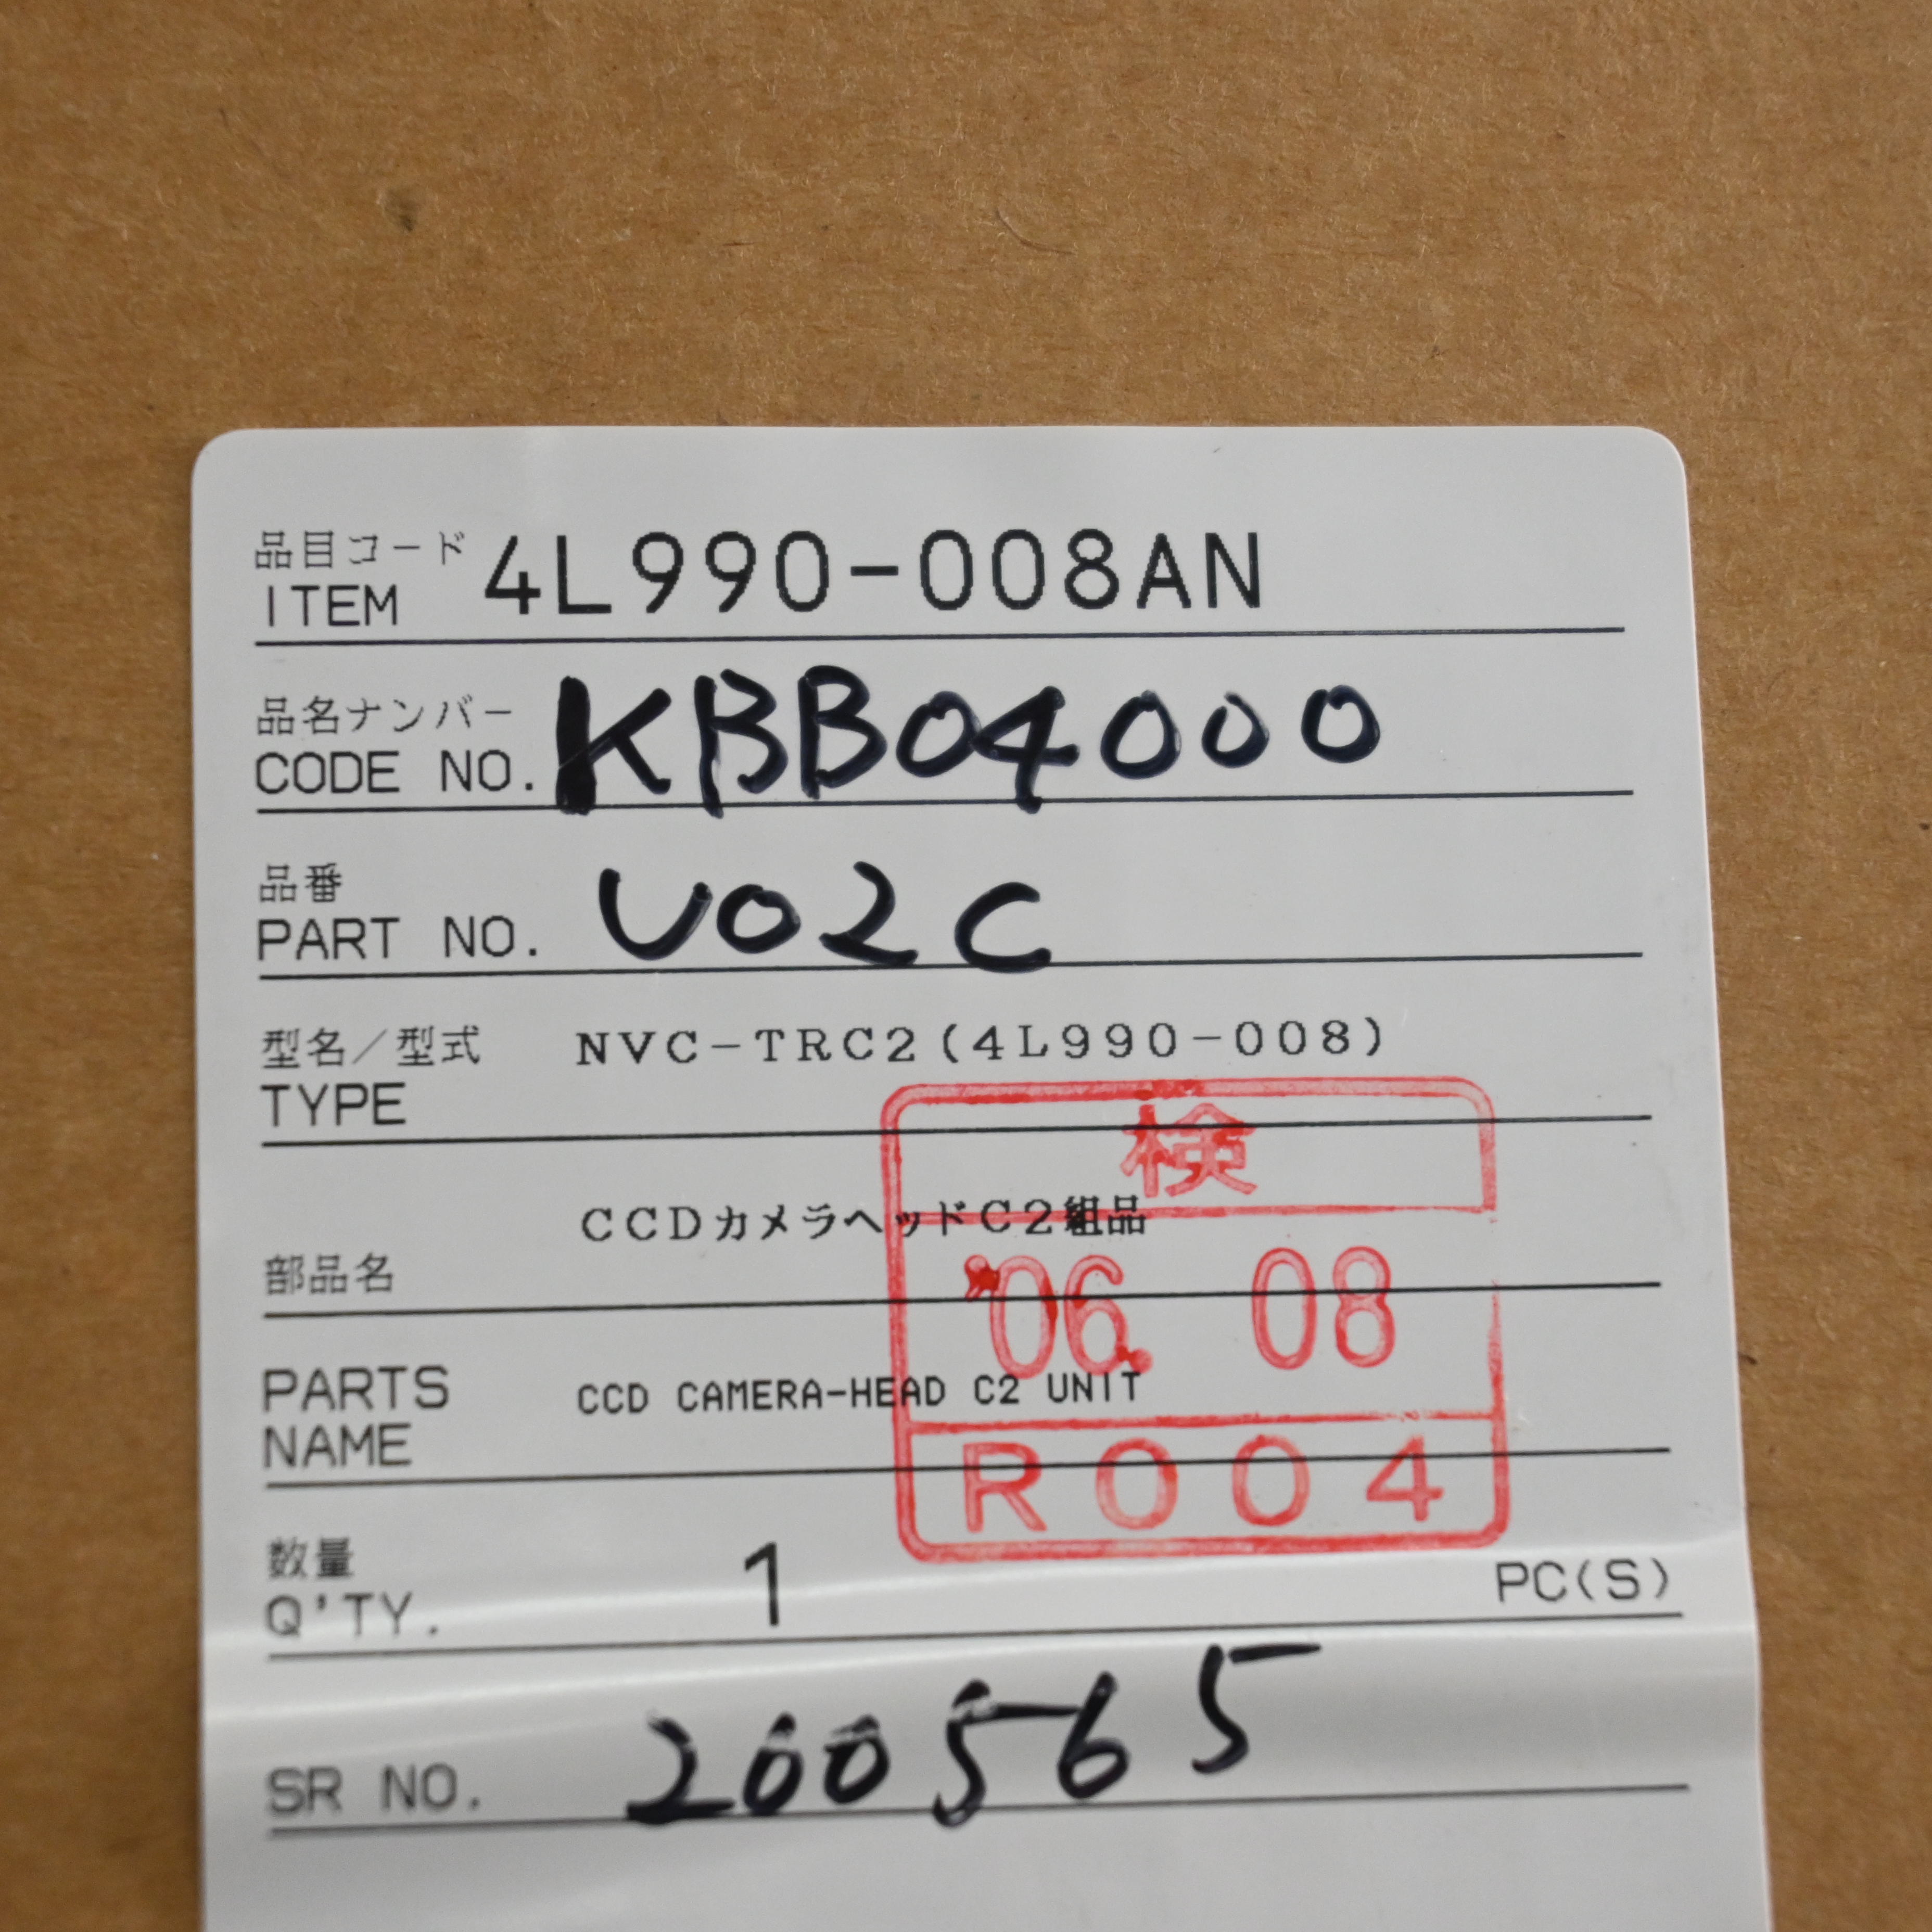 品目コード
ITEM 4L990-008AN
品名ナンバー
CODE NO. KBB04000
品番
PART NO. U02C
型名/型式 NVC-TRC2(4L990-008)
TYPE
検
CCDカメラヘッドC2組品
部品名
'06. 08
PARTS
NAME CCD CAMERA-HEAD C2 UNIT
R004
数量
Q'TY. 1 PC(S)
SR NO. 200565